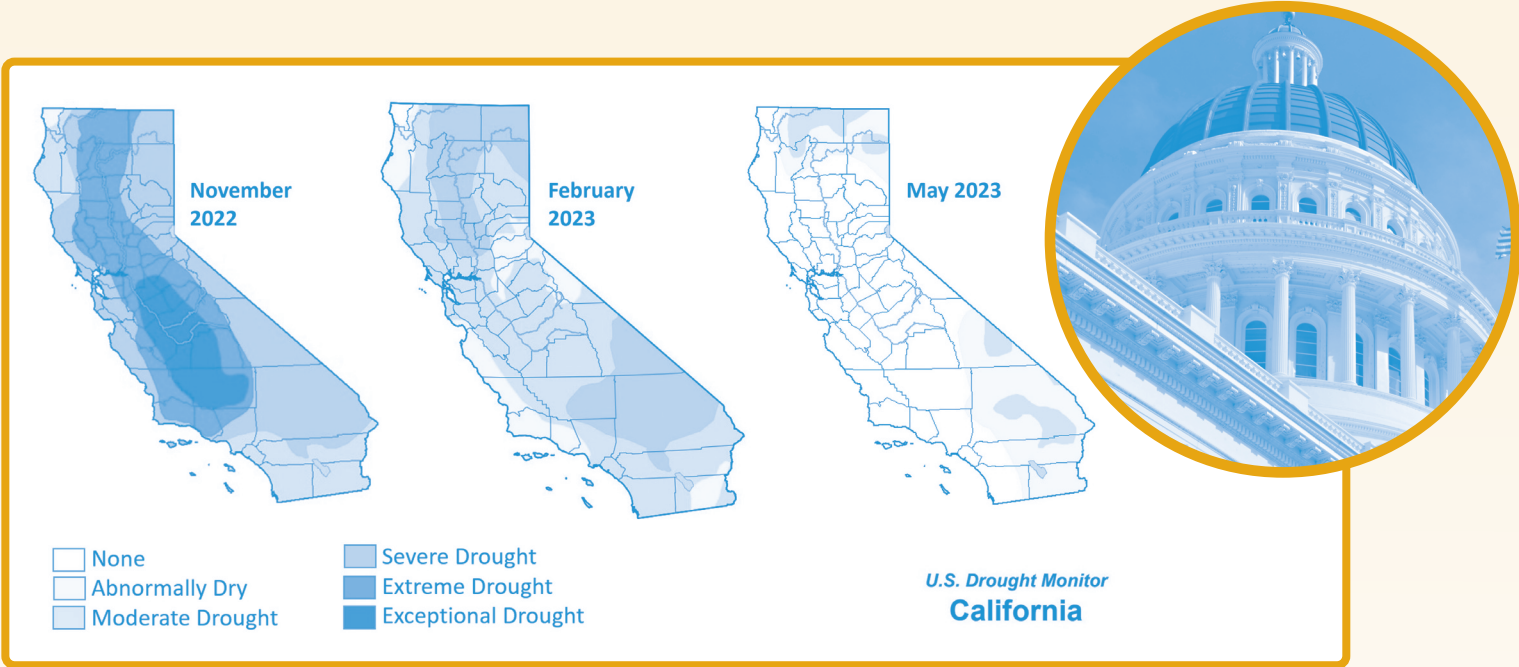 November
2022
February
2023
May 2023
None
Abnormally Dry
Moderate Drought
Severe Drought
Extreme Drought
Exceptional Drought
U.S. Drought Monitor
California